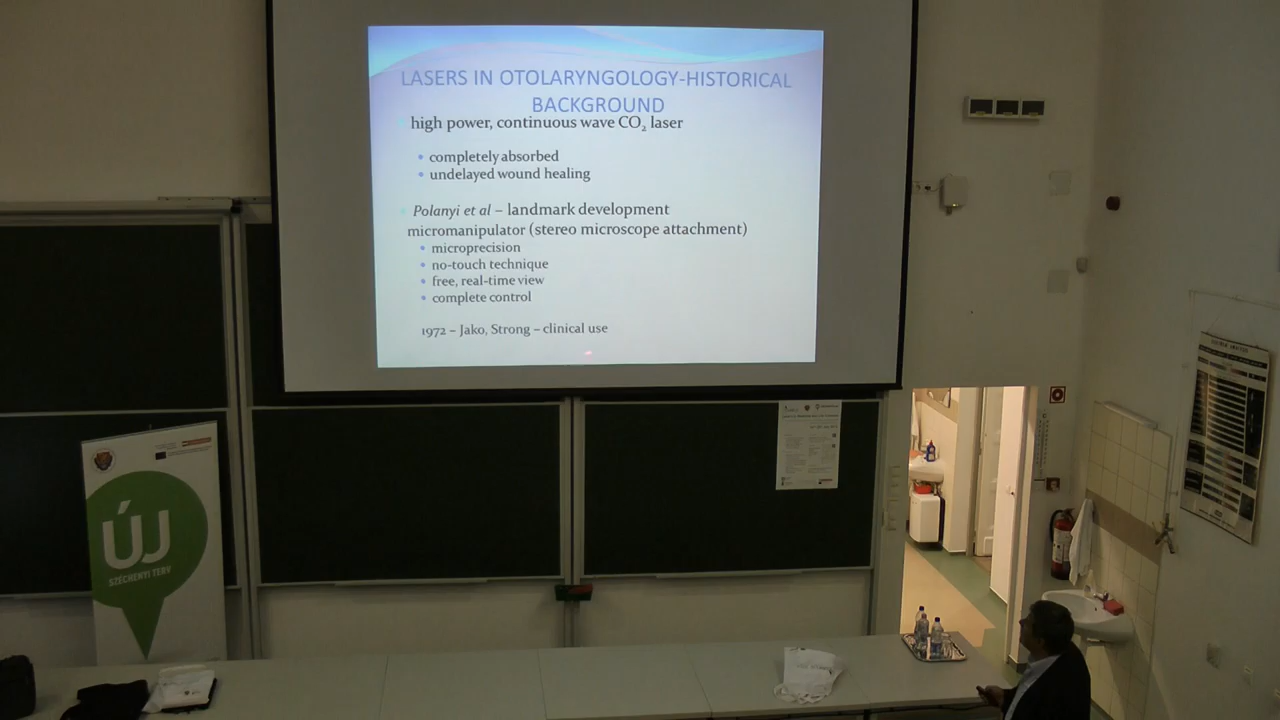 LASERS IN OTOLARYNGOLOGY-HISTORICAL
BACKGROUND
high power, continuous wave CO₂ laser
• completely absorbed
• undelayed wound healing
Polanyi et al – landmark development
micromanipulator (stereo microscope attachment)
• microprecision
• no-touch technique
• free, real-time view
• complete control
1972 – Jako, Strong – clinical use
ÚJ
SZÉCHENYI TERV